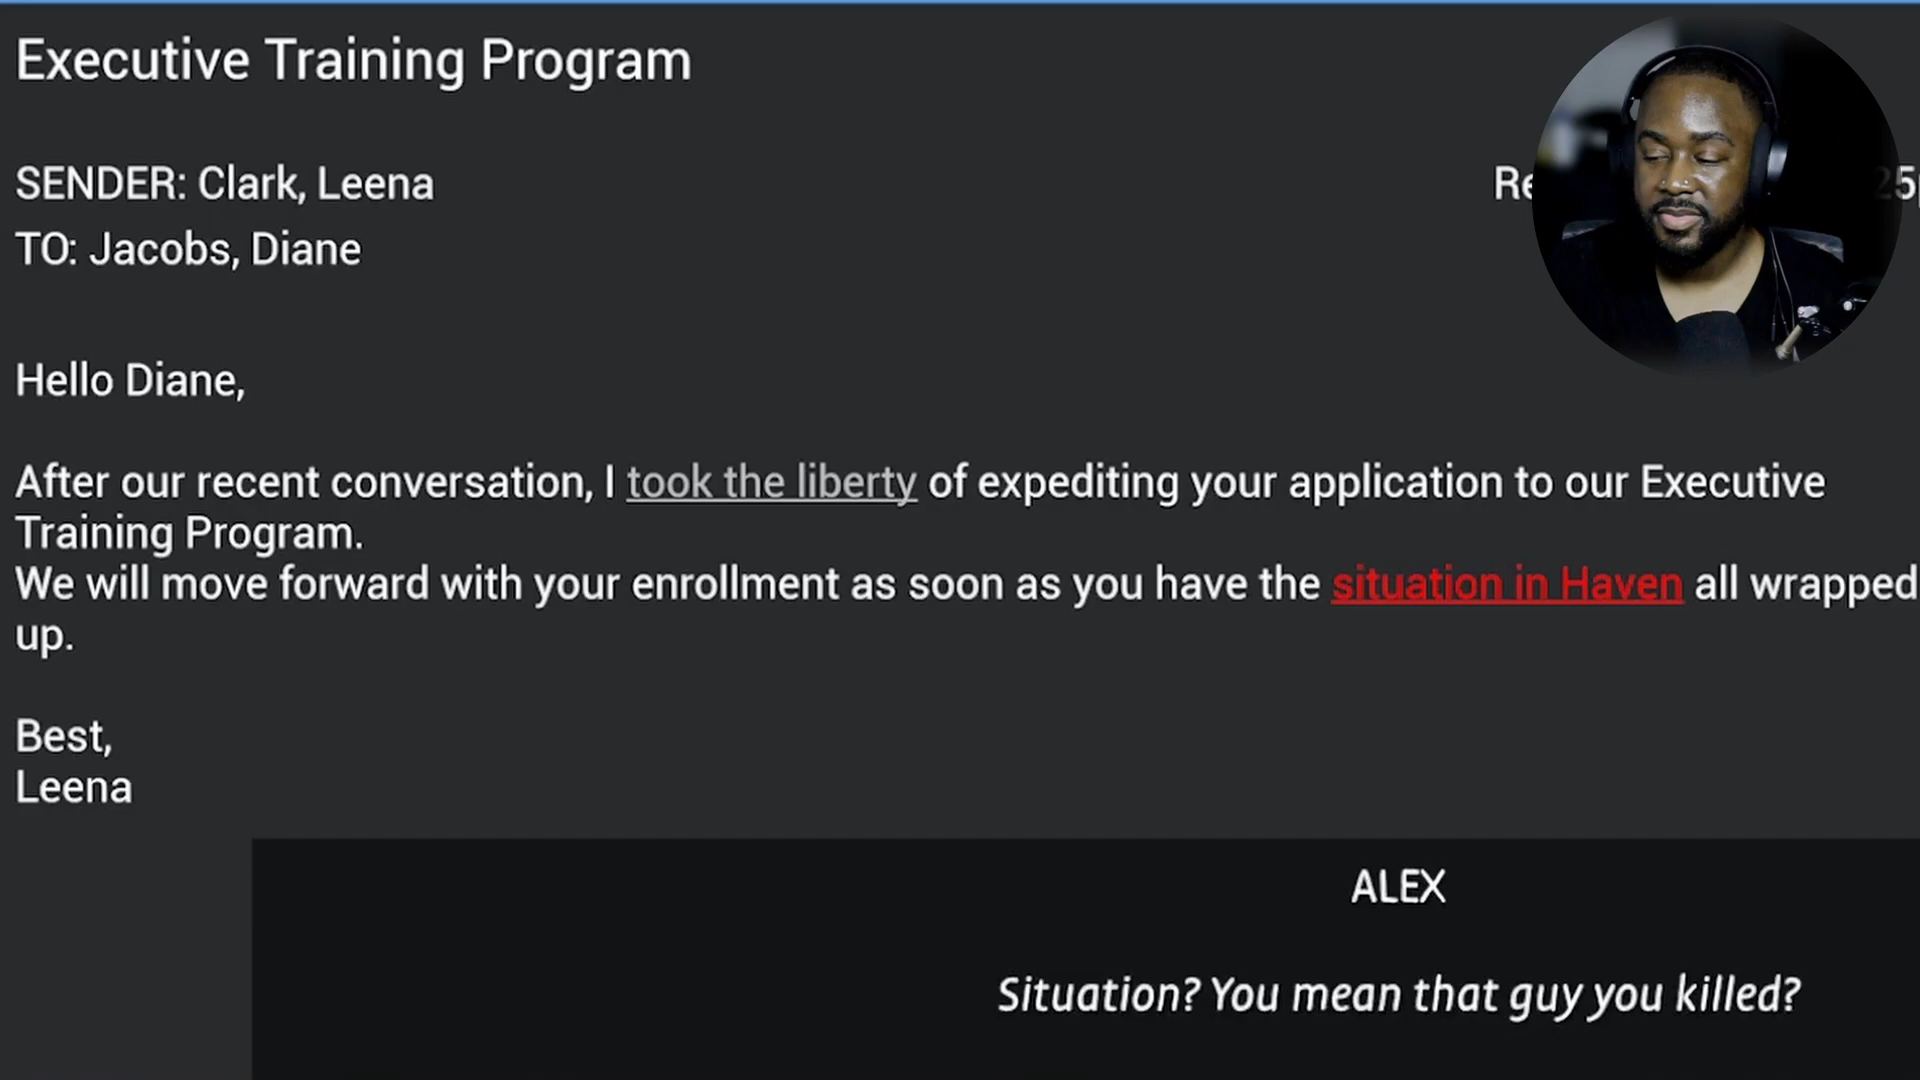 Executive Training Program
SENDER: Clark, Leena
TO: Jacobs, Diane
Hello Diane,
After our recent conversation, I took the liberty of expediting your application to our Executive
Training Program.
We will move forward with your enrollment as soon as you have the situation in Haven all wrapped
up.
Best,
Leena
ALEX
Situation? You mean that guy you killed?